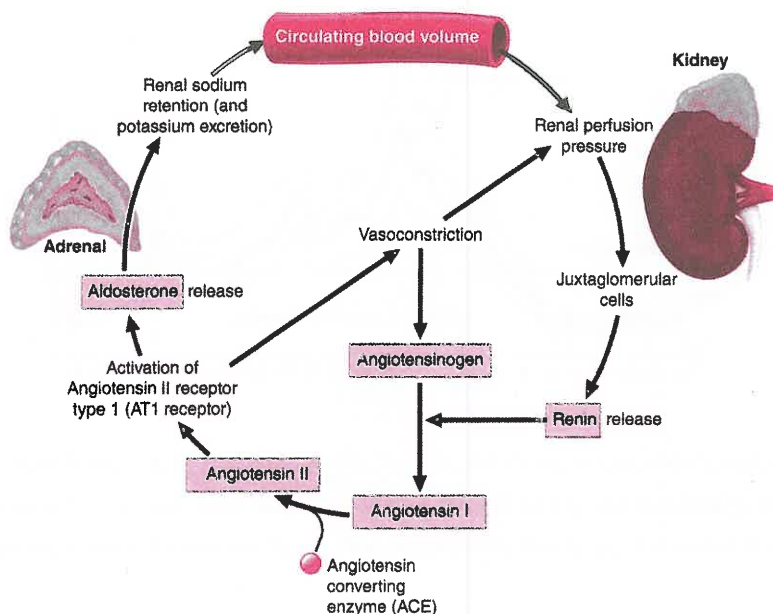 Circulating blood volume
Kidney
Renal sodium
retention (and
potassium excretion)
Renal perfusion
pressure
Adrenal
Vasoconstriction
Aldosterone release
Juxtaglomerular
cells
Activation of
Angiotensin II receptor
type 1 (AT1 receptor)
Angiotensinogen
Renin release
Angiotensin II
Angiotensin I
Angiotensin
converting
enzyme (ACE)